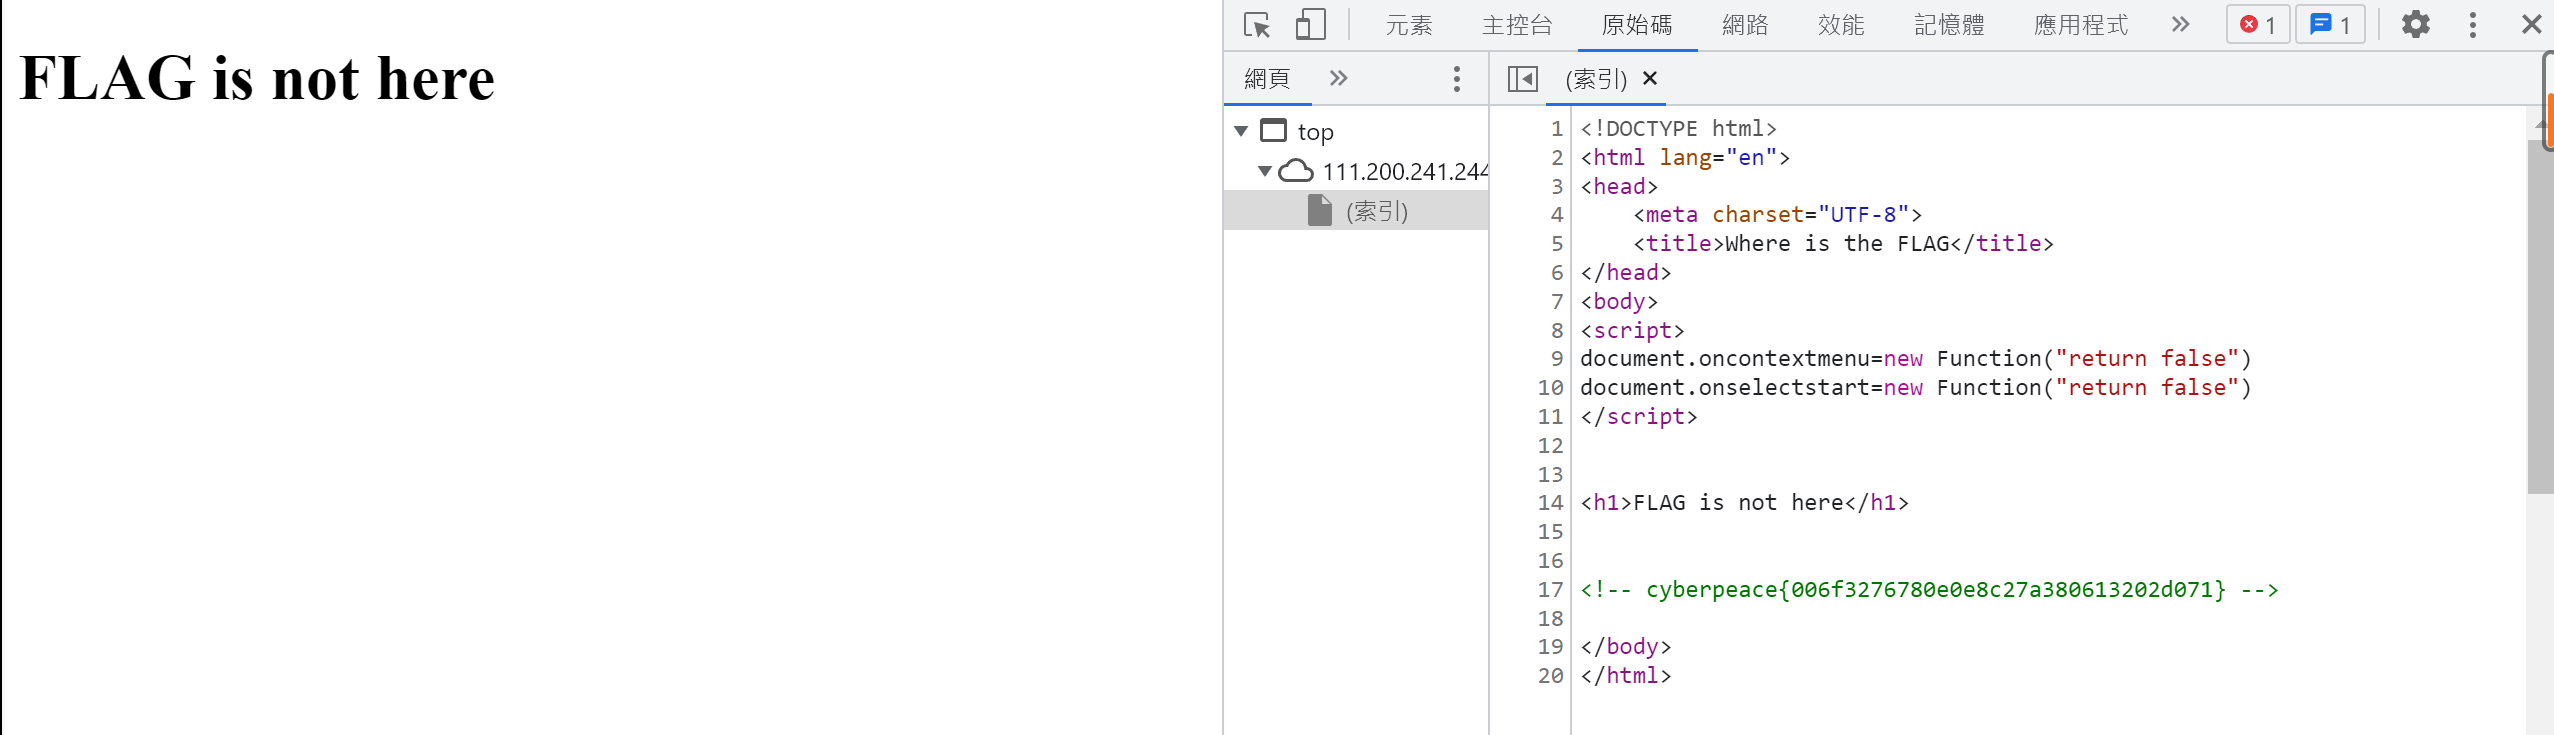 FLAG is not here
元素 主控台 原始碼 網路 效能 記憶體 應用程式 1 1
網頁
(索引)
top
111.200.241.244
(索引)
1 <!DOCTYPE html>
2 <html lang="en">
3 <head>
4     <meta charset="UTF-8">
5     <title>Where is the FLAG</title>
6 </head>
7 <body>
8 <script>
9 document.oncontextmenu=new Function("return false")
10 document.onselectstart=new Function("return false")
11 </script>
12
13
14 <h1>FLAG is not here</h1>
15
16
17 <!-- cyberpeace{006f3276780e0e8c27a380613202d071} -->
18
19 </body>
20 </html>